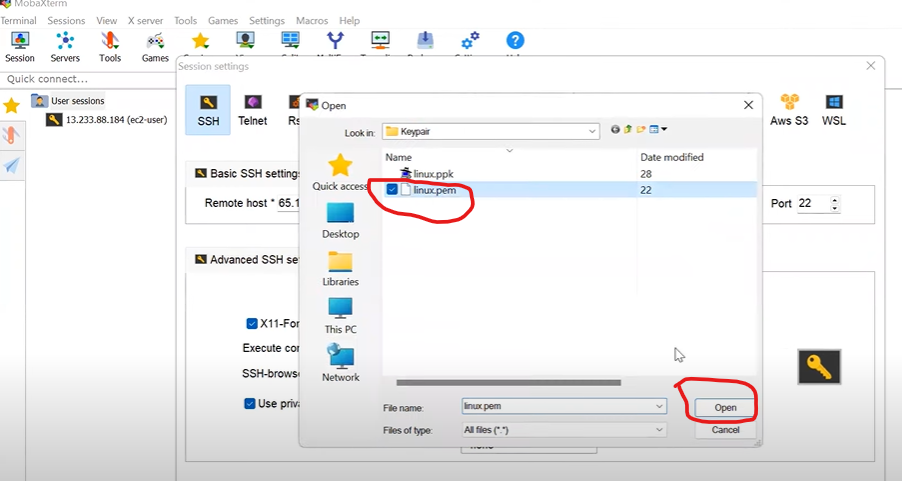 MobaXterm
Terminal Sessions View X server Tools Games Settings Macros Help
Session Servers Tools Games
Quick connect...
Session settings
User sessions
13.233.88.184 (ec2-user)
SSH Telnet Aws S3 WSL
Open
Look in: Keypair
Name Date modified
linux.ppk 28
linux.pem 22
Quick access
Desktop
Libraries
This PC
Network
Basic SSH settings
Remote host * 65.1 Port 22
Advanced SSH se
X11-For
Execute co
SSH-brows
Use priva
File name: linux.pem Open
Files of type: All files (*.*) Cancel